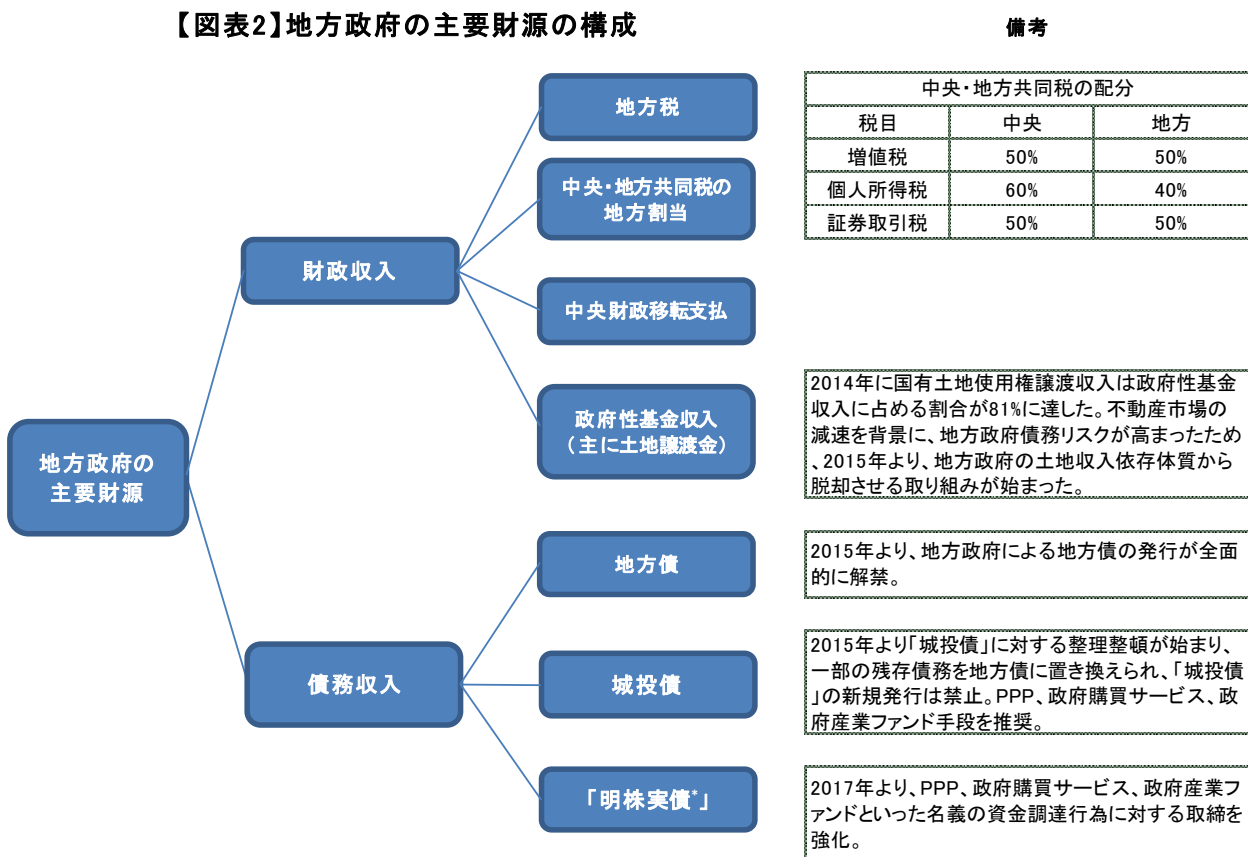 【図表2】地方政府の主要財源の構成
備考
地方政府の
主要財源
財政収入
地方税
中央・地方共同税の
地方割当
中央財政移転支払
政府性基金収入
(主に土地譲渡金)
債務収入
地方債
城投債
「明株実債*」
中央・地方共同税の配分
税目 中央 地方
増値税 50% 50%
個人所得税 60% 40%
証券取引税 50% 50%
2014年に国有土地使用権譲渡収入は政府性基金
収入に占める割合が81%に達した。不動産市場の
減速を背景に、地方政府債務リスクが高まったため
、2015年より、地方政府の土地収入依存体質から
脱却させる取り組みが始まった。
2015年より、地方政府による地方債の発行が全面
的に解禁。
2015年より「城投債」に対する整理整頓が始まり、
一部の残存債務を地方債に置き換えられ、「城投債
」の新規発行は禁止。PPP、政府購買サービス、政
府産業ファンド手段を推奨。
2017年より、PPP、政府購買サービス、政府産業フ
ァンドといった名義の資金調達行為に対する取締を
強化。